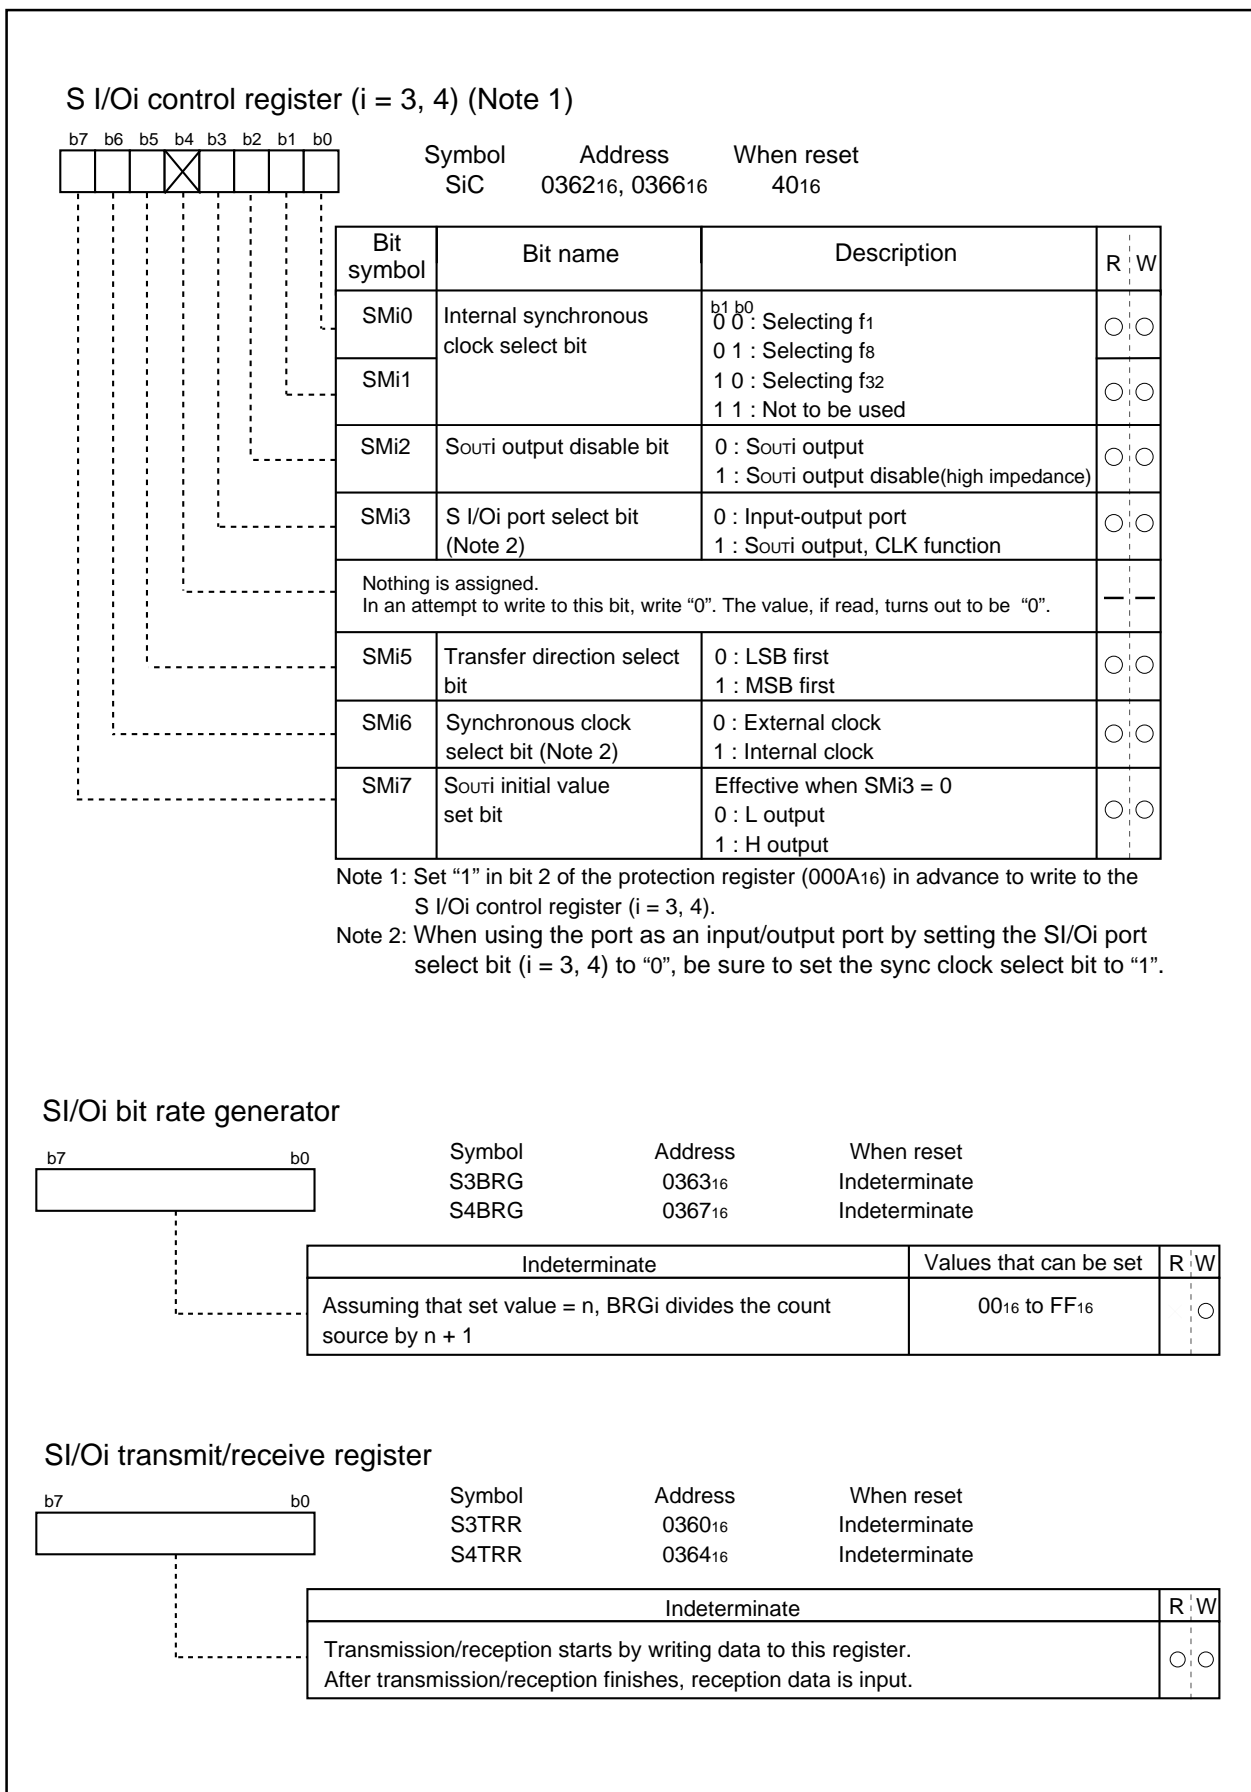 S I/Oi control register (i = 3, 4) (Note 1)
b7 b6 b5 b4 b3 b2 b1 b0
Symbol Address When reset
SiC 036216, 036616 4016
Bit symbol Bit name Description R W
SMi0 Internal synchronous clock select bit b1 b0
0 0 : Selecting f1
0 1 : Selecting f8
SMi1 1 0 : Selecting f32
1 1 : Not to be used
SMi2 SOUTi output disable bit 0 : SOUTi output
1 : SOUTi output disable(high impedance)
SMi3 S I/Oi port select bit 0 : Input-output port
(Note 2) 1 : SOUTi output, CLK function
Nothing is assigned.
In an attempt to write to this bit, write “0”. The value, if read, turns out to be “0”.
SMi5 Transfer direction select 0 : LSB first
bit 1 : MSB first
SMi6 Synchronous clock 0 : External clock
select bit (Note 2) 1 : Internal clock
SMi7 SOUTi initial value Effective when SMi3 = 0
set bit 0 : L output
1 : H output
Note 1: Set “1” in bit 2 of the protection register (000A16) in advance to write to the
S I/Oi control register (i = 3, 4).
Note 2: When using the port as an input/output port by setting the SI/Oi port
select bit (i = 3, 4) to “0”, be sure to set the sync clock select bit to “1”.
SI/Oi bit rate generator
b7 b0
Symbol Address When reset
S3BRG 036316 Indeterminate
S4BRG 036716 Indeterminate
Indeterminate Values that can be set R W
Assuming that set value = n, BRGi divides the count 0016 to FF16
source by n + 1
SI/Oi transmit/receive register
b7 b0
Symbol Address When reset
S3TRR 036016 Indeterminate
S4TRR 036416 Indeterminate
Indeterminate R W
Transmission/reception starts by writing data to this register.
After transmission/reception finishes, reception data is input.